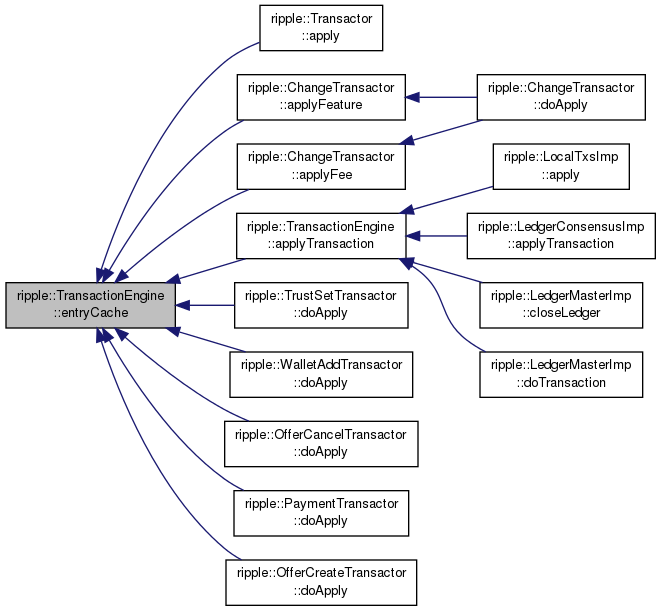 ripple::Transactor
::apply
ripple::ChangeTransactor
::applyFeature
ripple::ChangeTransactor
::doApply
ripple::ChangeTransactor
::applyFee
ripple::LocalTxsImp
::apply
ripple::TransactionEngine
::applyTransaction
ripple::LedgerConsensusImp
::applyTransaction
ripple::TransactionEngine
::entryCache
ripple::TrustSetTransactor
::doApply
ripple::LedgerMasterImp
::closeLedger
ripple::WalletAddTransactor
::doApply
ripple::LedgerMasterImp
::doTransaction
ripple::OfferCancelTransactor
::doApply
ripple::PaymentTransactor
::doApply
ripple::OfferCreateTransactor
::doApply